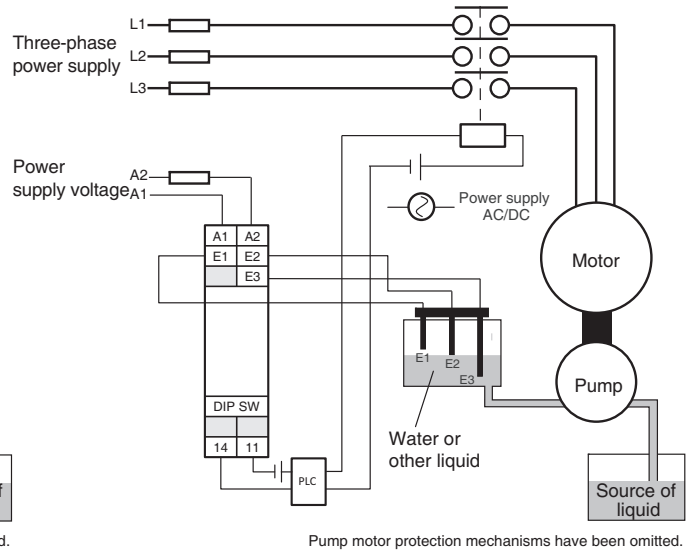 L1
Three-phase
power supply
L2
L3
Power
supply voltage
A2
A1
Power supply
AC/DC
A1 A2
E1 E2
E3
Motor
E1 E2 E3
Pump
DIP SW
14 11
PLC
Water or
other liquid
Source of
liquid
f
d.
Pump motor protection mechanisms have been omitted.